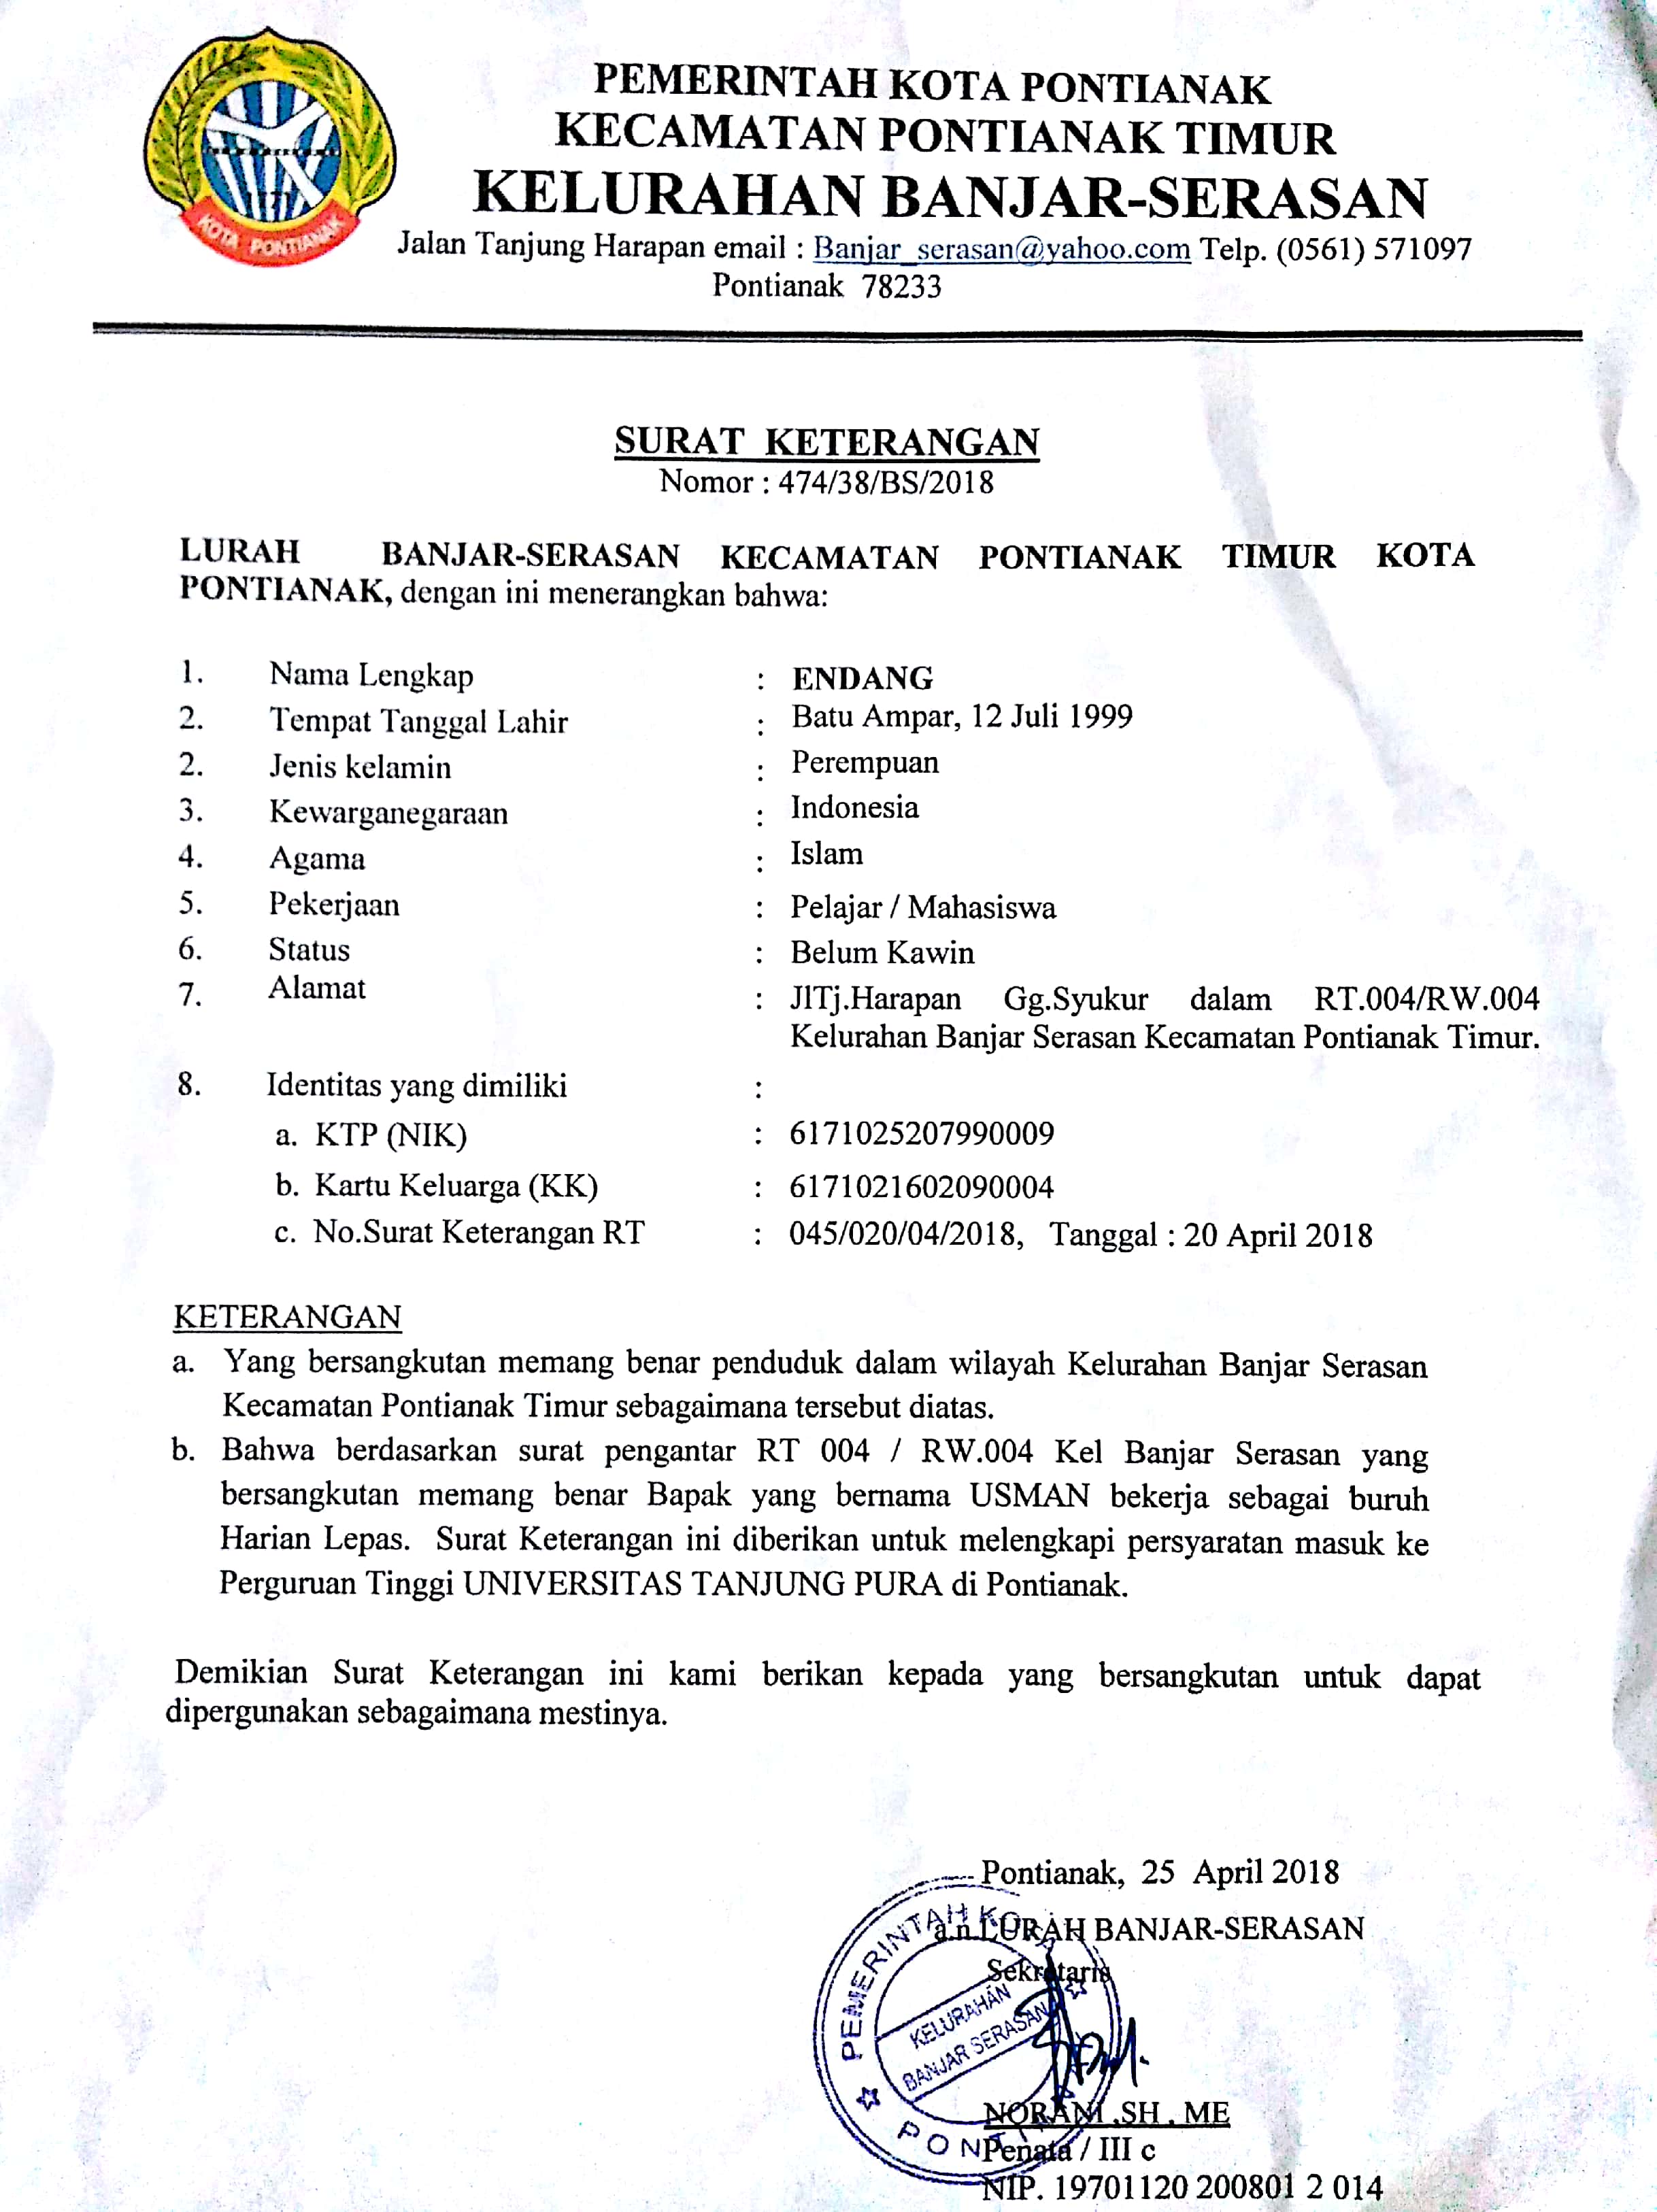 KOTA PONTIANAK
PEMERINTAH KOTA PONTIANAK
KECAMATAN PONTIANAK TIMUR
KELURAHAN BANJAR-SERASAN
Jalan Tanjung Harapan email : Banjar_serasan@yahoo.com Telp. (0561) 571097
Pontianak 78233
SURAT KETERANGAN
Nomor : 474/38/BS/2018
LURAH BANJAR-SERASAN KECAMATAN PONTIANAK TIMUR KOTA
PONTIANAK, dengan ini menerangkan bahwa:
1. Nama Lengkap : ENDANG
2. Tempat Tanggal Lahir : Batu Ampar, 12 Juli 1999
2. Jenis kelamin : Perempuan
3. Kewarganegaraan : Indonesia
4. Agama : Islam
5. Pekerjaan : Pelajar / Mahasiswa
6. Status : Belum Kawin
7. Alamat : JlTj.Harapan Gg.Syukur dalam RT.004/RW.004
Kelurahan Banjar Serasan Kecamatan Pontianak Timur.
8. Identitas yang dimiliki :
a. KTP (NIK) : 6171025207990009
b. Kartu Keluarga (KK) : 6171021602090004
c. No.Surat Keterangan RT : 045/020/04/2018, Tanggal : 20 April 2018
KETERANGAN
a. Yang bersangkutan memang benar penduduk dalam wilayah Kelurahan Banjar Serasan
Kecamatan Pontianak Timur sebagaimana tersebut diatas.
b. Bahwa berdasarkan surat pengantar RT 004 / RW.004 Kel Banjar Serasan yang
bersangkutan memang benar Bapak yang bernama USMAN bekerja sebagai buruh
Harian Lepas. Surat Keterangan ini diberikan untuk melengkapi persyaratan masuk ke
Perguruan Tinggi UNIVERSITAS TANJUNG PURA di Pontianak.
Demikian Surat Keterangan ini kami berikan kepada yang bersangkutan untuk dapat
dipergunakan sebagaimana mestinya.
Pontianak, 25 April 2018
a.n.LURAH BANJAR-SERASAN
Sekretaris
PEMERINTAH KOTA
KELURAHAN
BANJAR SERASAN
PONTIANAK
NORANI ,SH , ME
Penata / III c
NIP. 19701120 200801 2 014